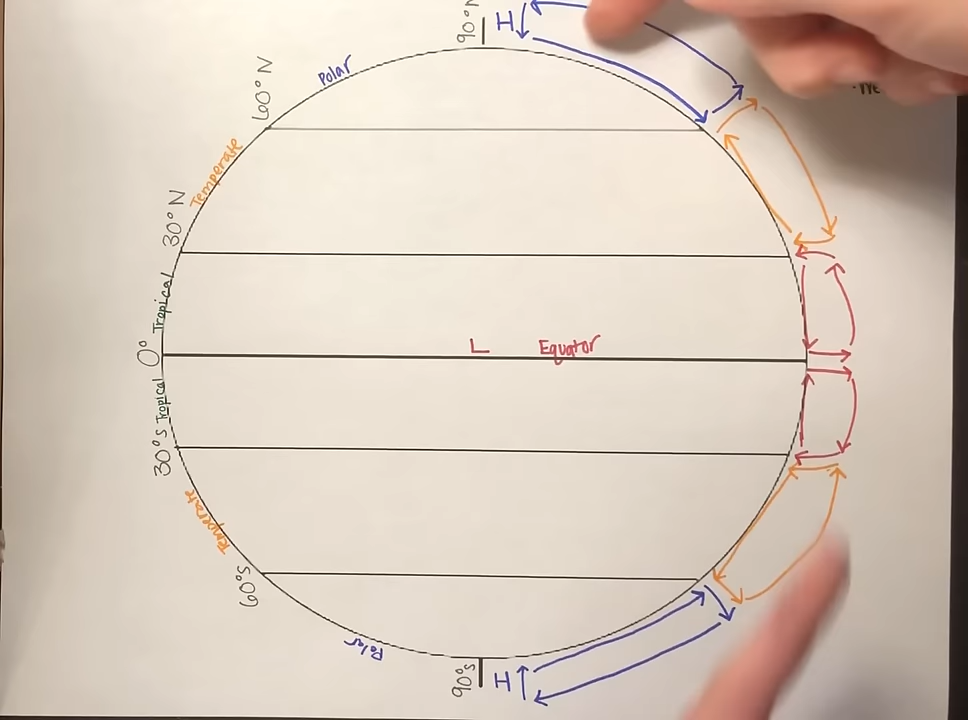 90°N
H
Polar
60°N
Temperate
30°N
Tropical
0°
L Equator
Tropical
30°S
Temperate
60°S
Polar
90°S
H